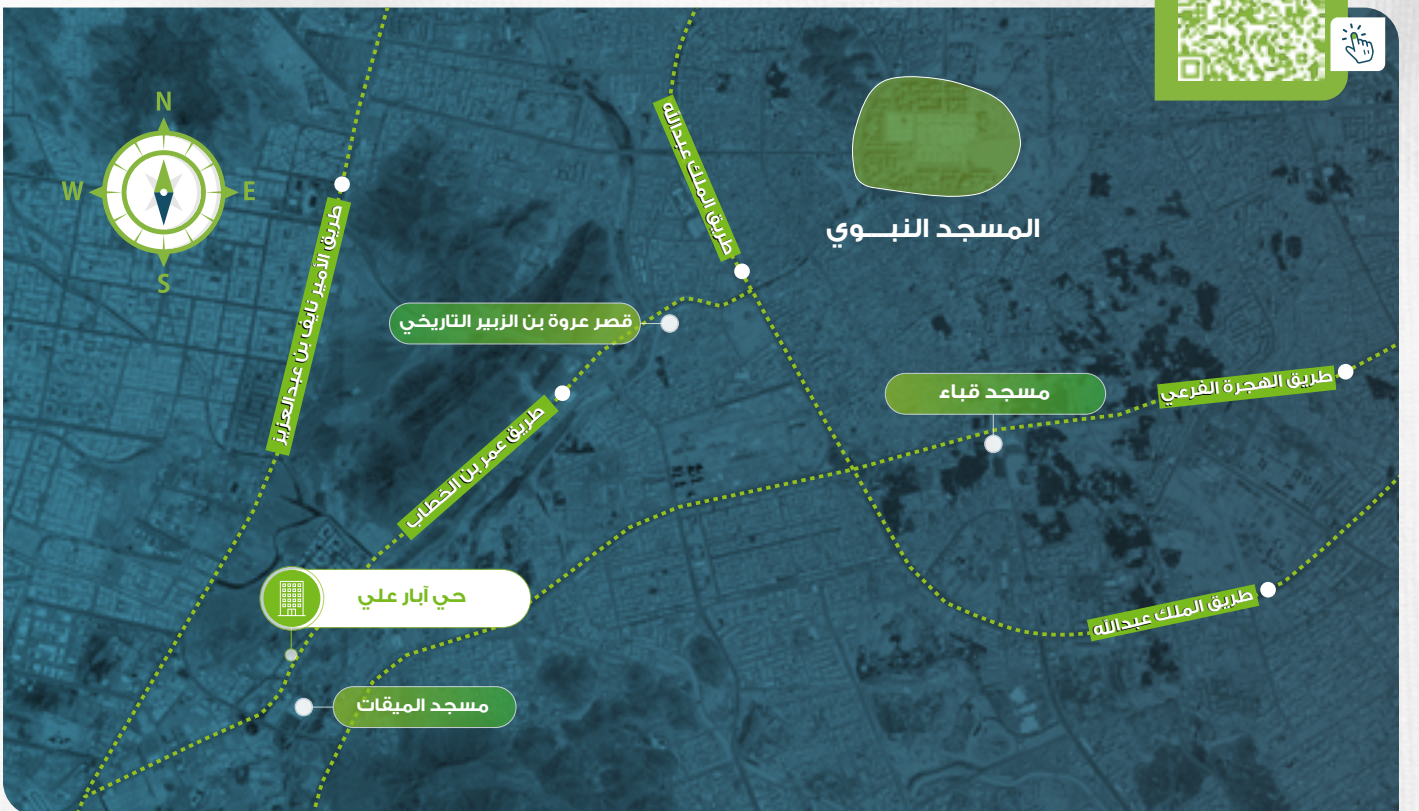 N
W
E
S
طريق الأمير نايف بن عبدالعزيز
طريق الملك عبدالله
المسجد النبـــوي
قصر عروة بن الزبير التاريخي
طريق عمر بن الخطاب
مسجد قباء
طريق الهجرة الفرعي
حي آبار علي
طريق الملك عبدالله
مسجد الميقات